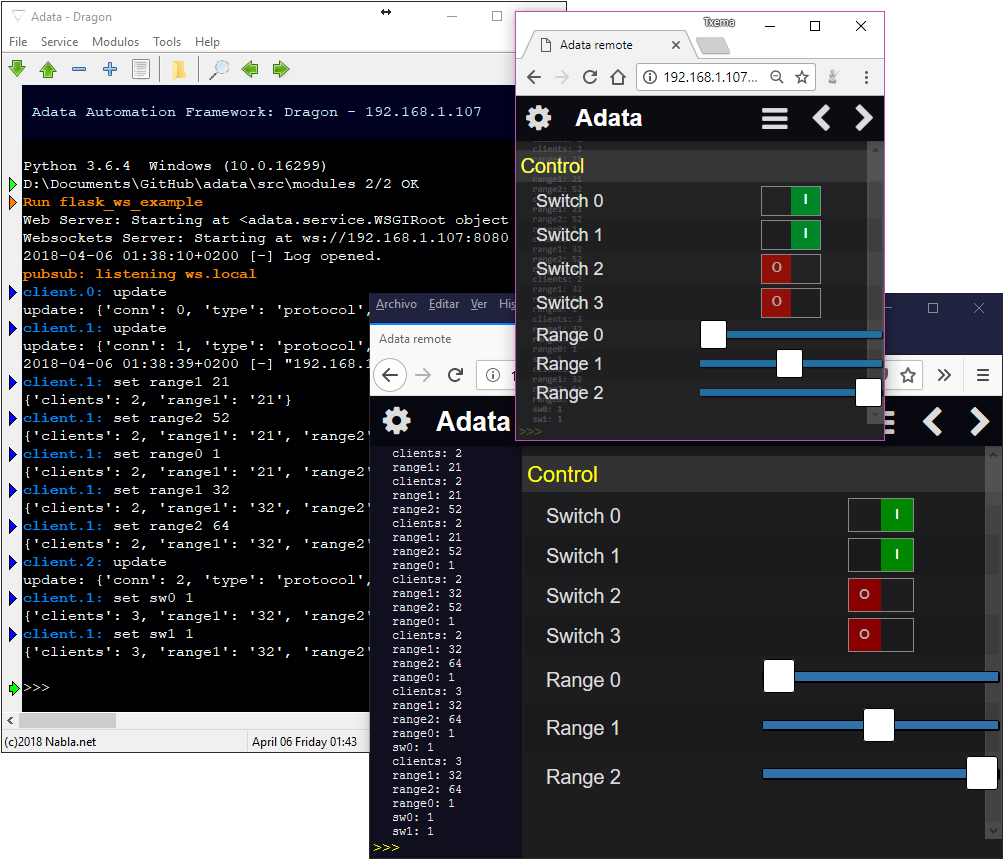 Adata - Dragon
File Service Modulos Tools Help
Adata Automation Framework: Dragon - 192.168.1.107
Python 3.6.4 Windows (10.0.16299)
D:\Documents\GitHub\adata\src\modules 2/2 OK
Run flask_ws_example
Web Server: Starting at <adata.service.WSGIRoot object
Websockets Server: Starting at ws://192.168.1.107:8080
2018-04-06 01:38:10+0200 [-] Log opened.
pubsub: listening ws.local
client.0: update
update: {'conn': 0, 'type': 'protocol',
client.1: update
update: {'conn': 1, 'type': 'protocol',
2018-04-06 01:38:39+0200 [-] "192.168.1
client.1: set range1 21
{'clients': 2, 'range1': '21'}
client.1: set range2 52
{'clients': 2, 'range1': '21', 'range2'
client.1: set range0 1
{'clients': 2, 'range1': '21', 'range2'
client.1: set range1 32
{'clients': 2, 'range1': '32', 'range2'
client.1: set range2 64
{'clients': 2, 'range1': '32', 'range2'
client.2: update
update: {'conn': 2, 'type': 'protocol',
client.1: set sw0 1
{'clients': 3, 'range1': '32', 'range2'
client.1: set sw1 1
{'clients': 3, 'range1': '32', 'range2'
>>>
(c)2018 Nabla.net
April 06 Friday 01:43
Txema
Adata remote
192.168.1.107...
Adata
Control
Switch 0
I
Switch 1
I
Switch 2
O
Switch 3
O
Range 0
Range 1
Range 2
sw0: 1
sw1: 1
>>>
Archivo Editar Ver His
Adata remote
1
Adata
clients: 2
range1: 21
clients: 2
range1: 21
range2: 52
clients: 2
range1: 21
range2: 52
range0: 1
clients: 2
range1: 32
range2: 52
range0: 1
clients: 2
range1: 32
range2: 64
range0: 1
clients: 3
range1: 32
range2: 64
range0: 1
sw0: 1
clients: 3
range1: 32
range2: 64
range0: 1
sw0: 1
sw1: 1
>>>
Control
Switch 0
I
Switch 1
I
Switch 2
O
Switch 3
O
Range 0
Range 1
Range 2